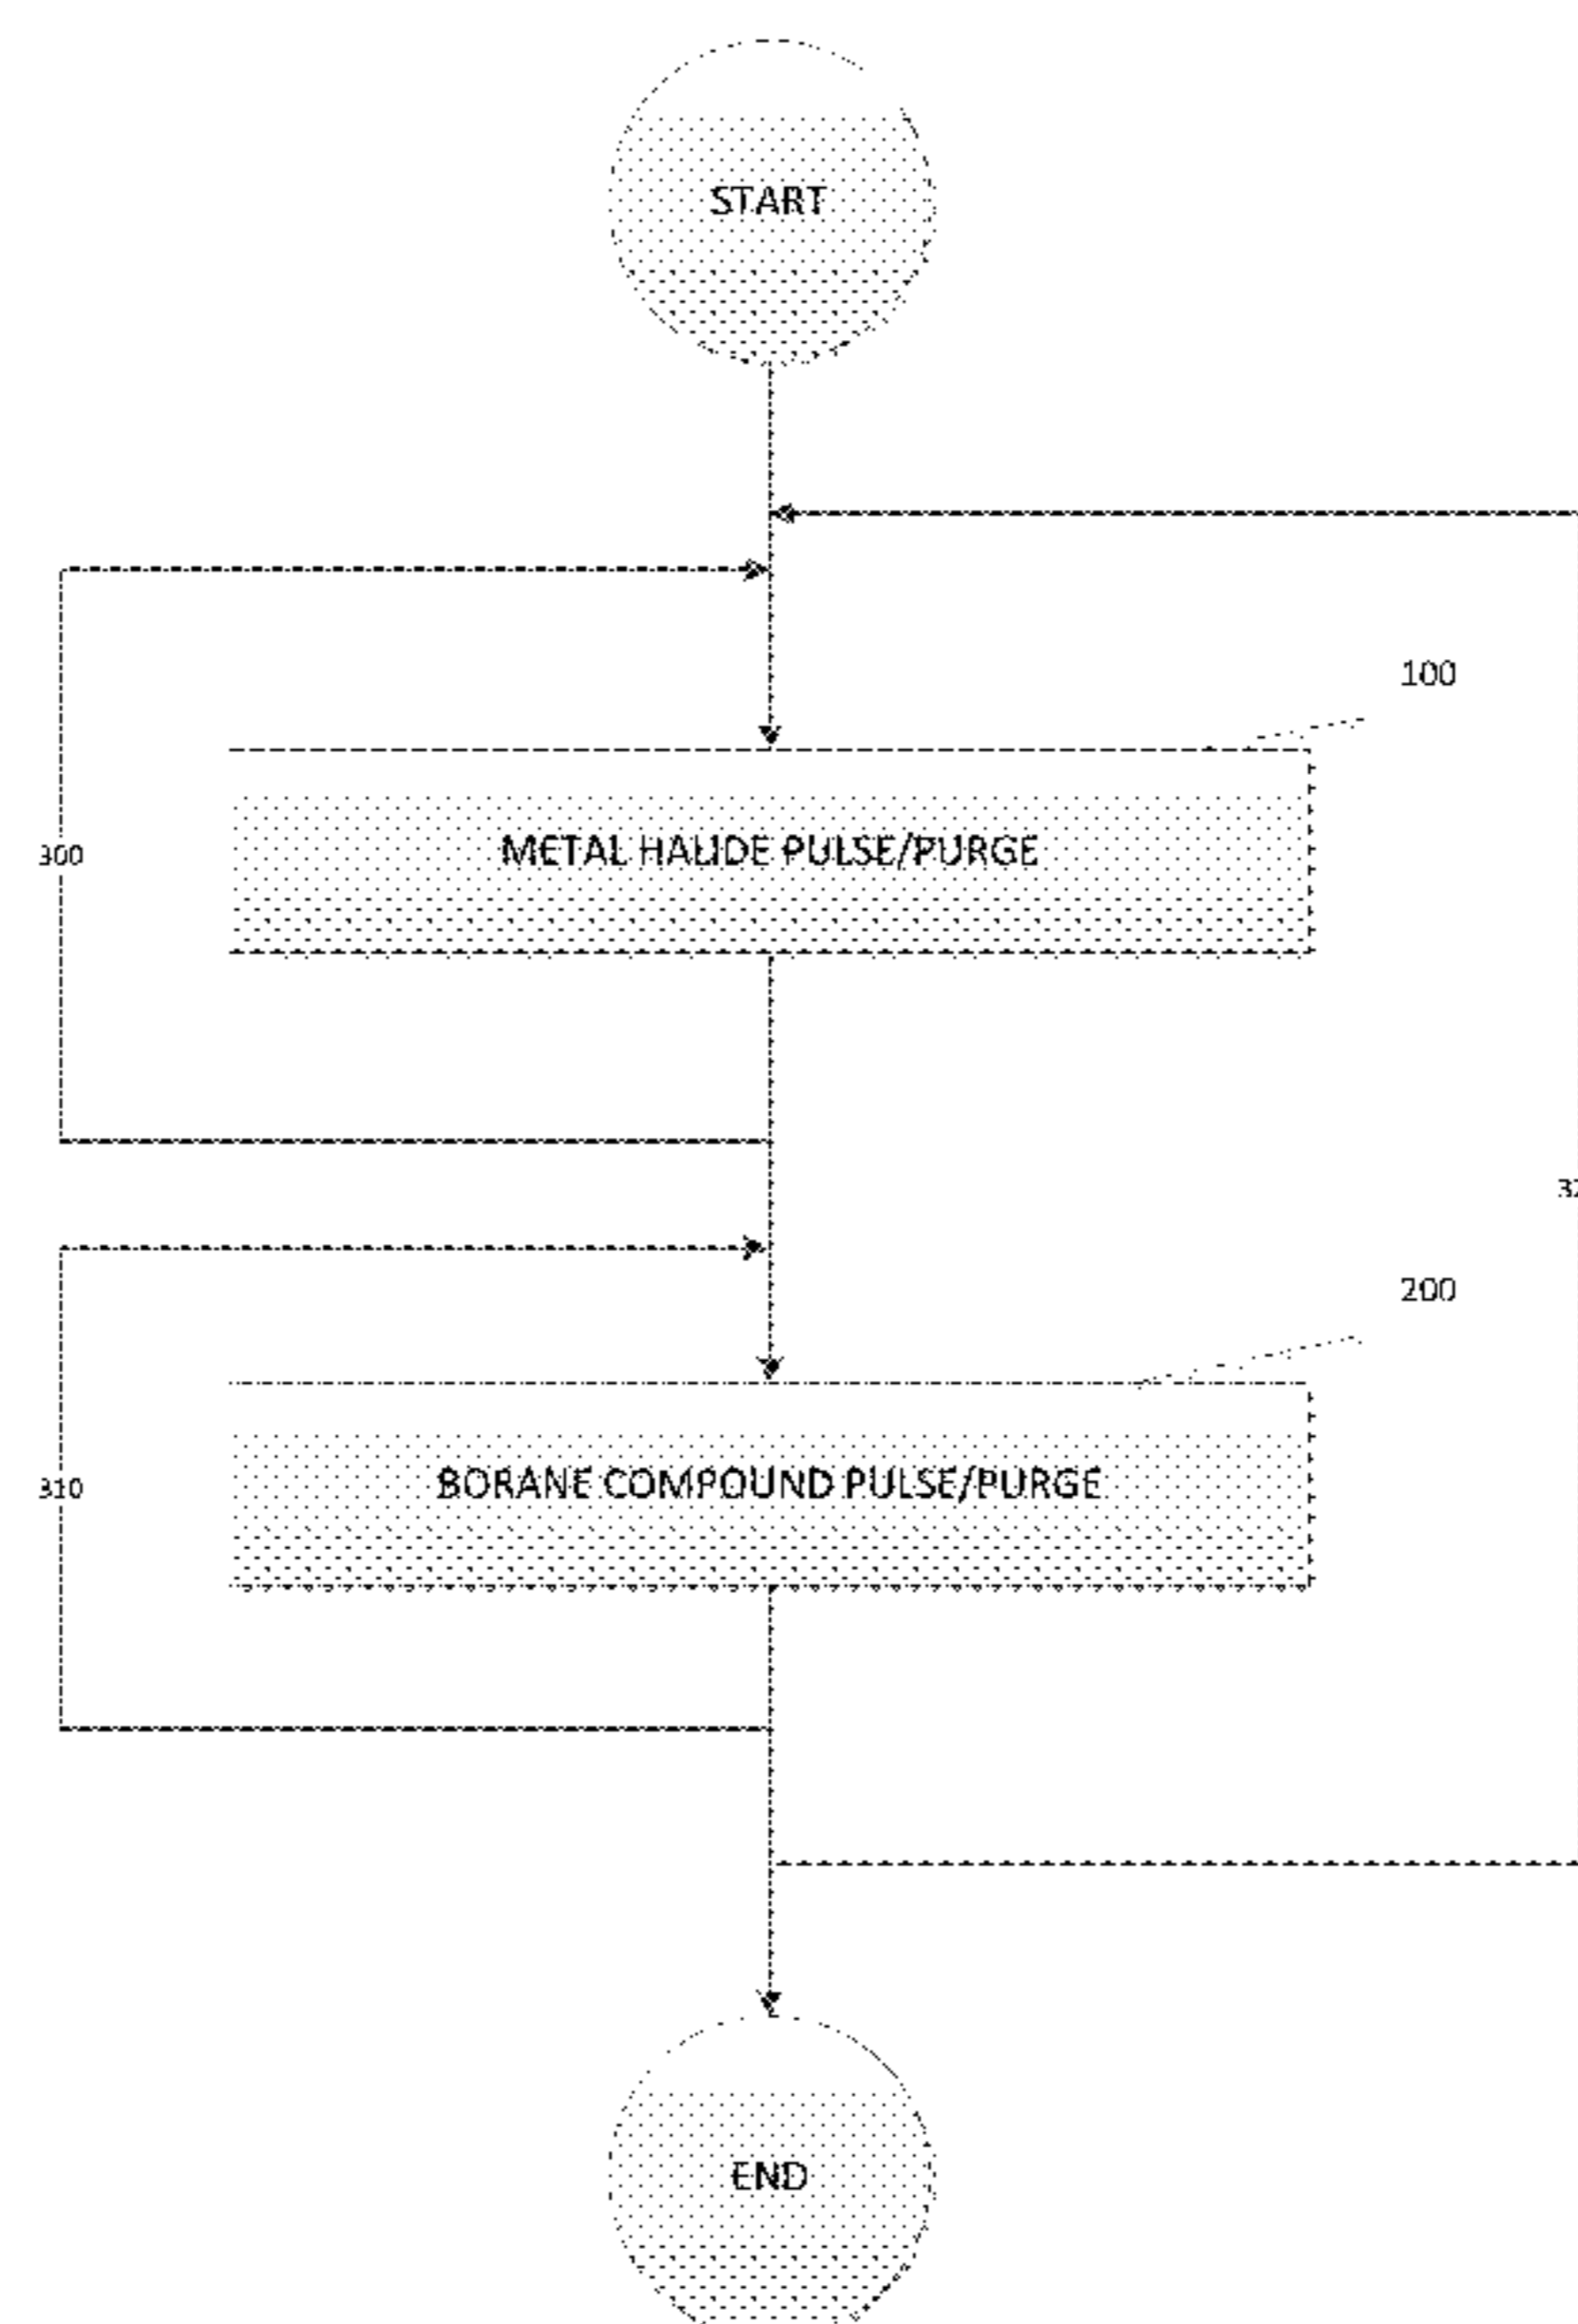 START
100
METAL HALIDE PULSE/PURGE
300
200
BORANE COMPOUND PULSE/PURGE
310
END